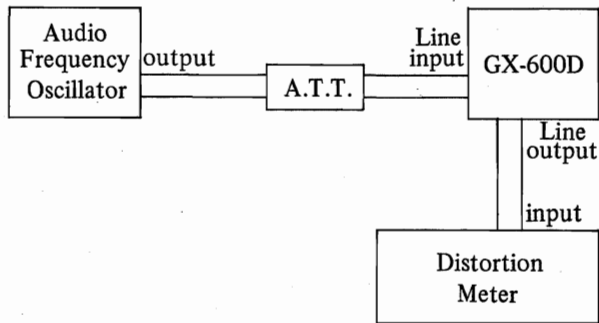 Audio
Frequency
Oscillator
output
A.T.T.
Line
input
GX-600D
Line
output
input
Distortion
Meter